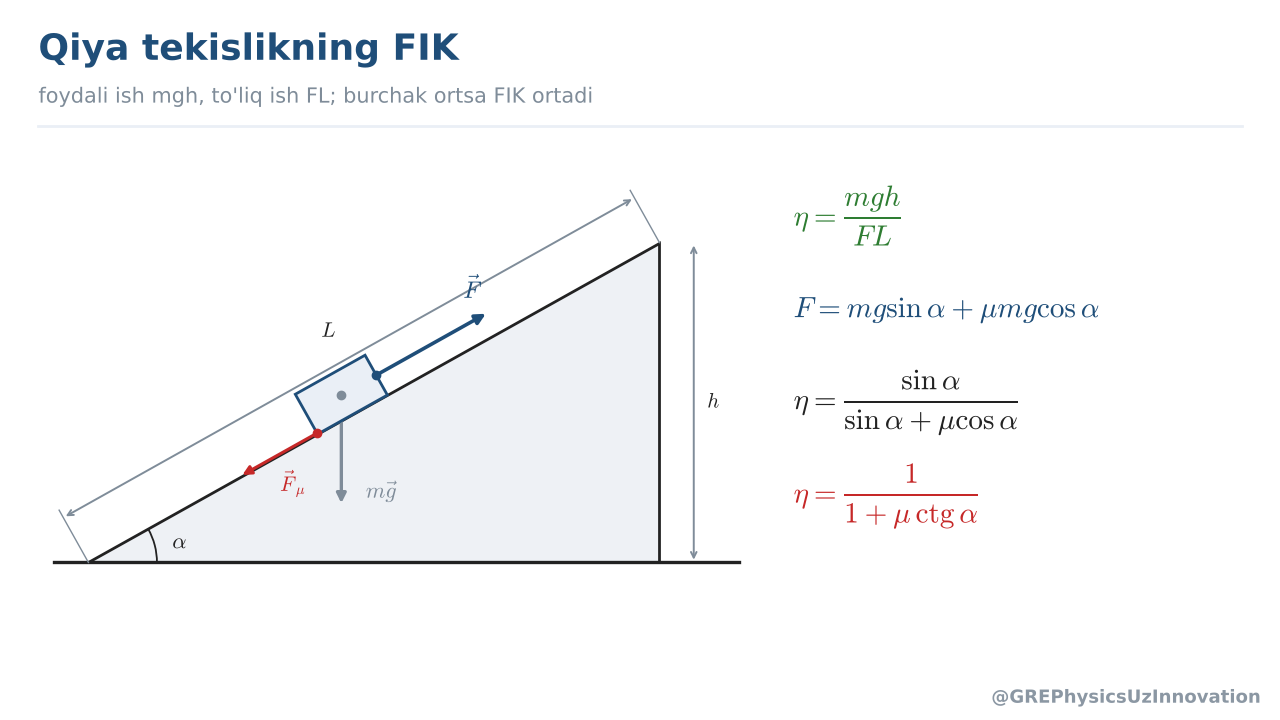 Qiya tekislikning FIK
foydali ish mgh, to'liq ish FL; burchak ortsa FIK ortadi
η = mgh / FL
F = mg sin α + μmg cos α
η = sin α / (sin α + μ cos α)
η = 1 / (1 + μ ctg α)
L
F⃗
h
F⃗_μ
mg⃗
α
@GREPhysicsUzInnovation